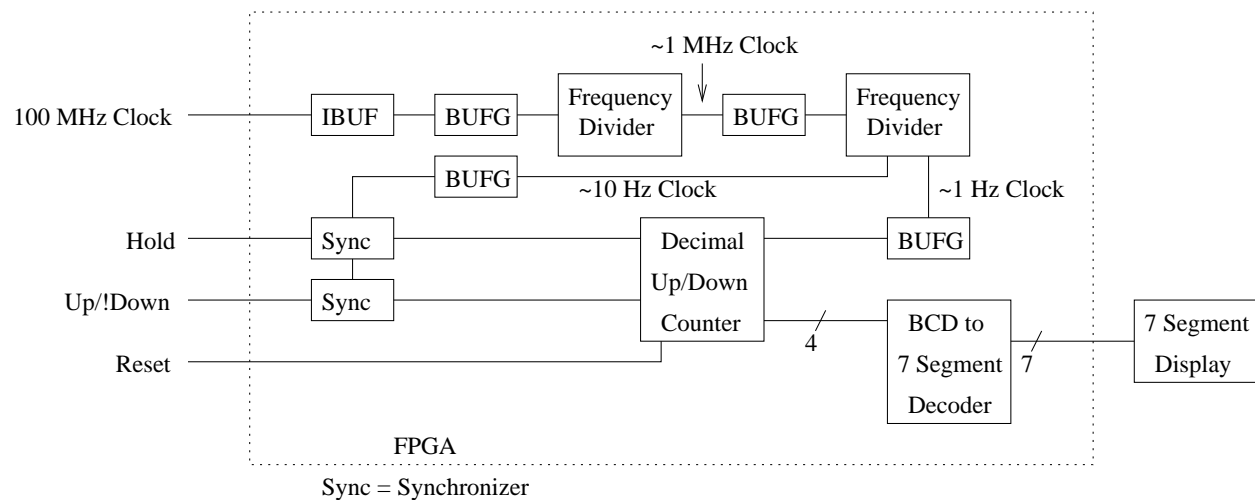 ~1 MHz Clock
100 MHz Clock
IBUF
BUFG
Frequency
Divider
BUFG
Frequency
Divider
BUFG
~10 Hz Clock
~1 Hz Clock
Hold
Sync
Decimal
Up/Down
Counter
BUFG
Up/!Down
Sync
Reset
4
BCD to
7 Segment
Decoder
7
7 Segment
Display
FPGA
Sync = Synchronizer